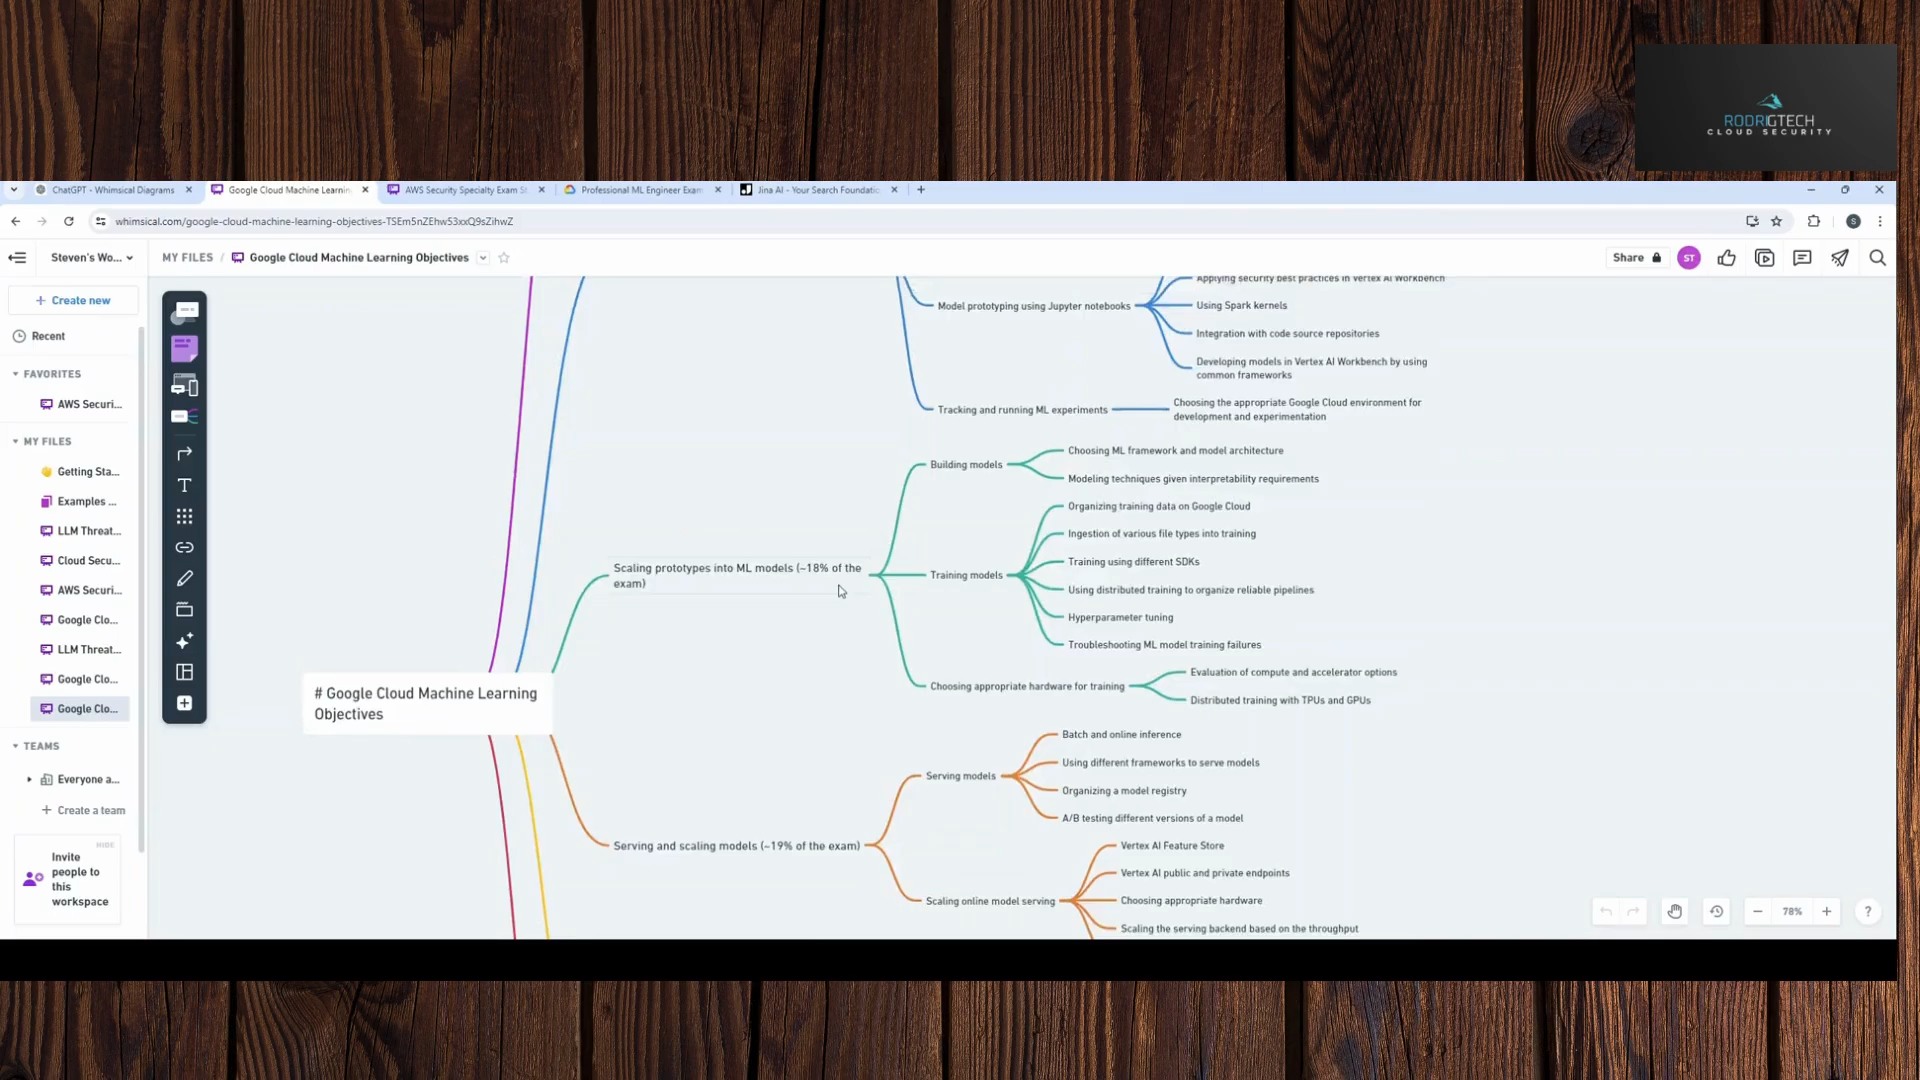 RODRIGTECH
CLOUD SECURITY
ChatGPT - Whimsical Diagrams
Google Cloud Machine Learning
AWS Security Specialty Exam St
Professional ML Engineer Exam
Jina AI - Your Search Foundatio
whimsical.com/google-cloud-machine-learning-objectives-TSEm5nZEhw53xxQ9sZihwZ
S
Steven's Wo...
MY FILES / Google Cloud Machine Learning Objectives
Share
ST
Create new
Recent
FAVORITES
AWS Securi...
MY FILES
Getting Sta...
Examples ...
LLM Threat...
Cloud Secu...
AWS Securi...
Google Clo...
LLM Threat...
Google Clo...
Google Clo...
TEAMS
Everyone a...
Create a team
HIDE
Invite
people to
this
workspace
T
Applying security best practices in Vertex AI Workbench
Model prototyping using Jupyter notebooks
Using Spark kernels
Integration with code source repositories
Developing models in Vertex AI Workbench by using
common frameworks
Tracking and running ML experiments
Choosing the appropriate Google Cloud environment for
development and experimentation
Scaling prototypes into ML models (~18% of the
exam)
Building models
Choosing ML framework and model architecture
Modeling techniques given interpretability requirements
Training models
Organizing training data on Google Cloud
Ingestion of various file types into training
Training using different SDKs
Using distributed training to organize reliable pipelines
Hyperparameter tuning
Troubleshooting ML model training failures
Choosing appropriate hardware for training
Evaluation of compute and accelerator options
Distributed training with TPUs and GPUs
# Google Cloud Machine Learning
Objectives
Serving and scaling models (~19% of the exam)
Serving models
Batch and online inference
Using different frameworks to serve models
Organizing a model registry
A/B testing different versions of a model
Scaling online model serving
Vertex AI Feature Store
Vertex AI public and private endpoints
Choosing appropriate hardware
Scaling the serving backend based on the throughput
78%
?